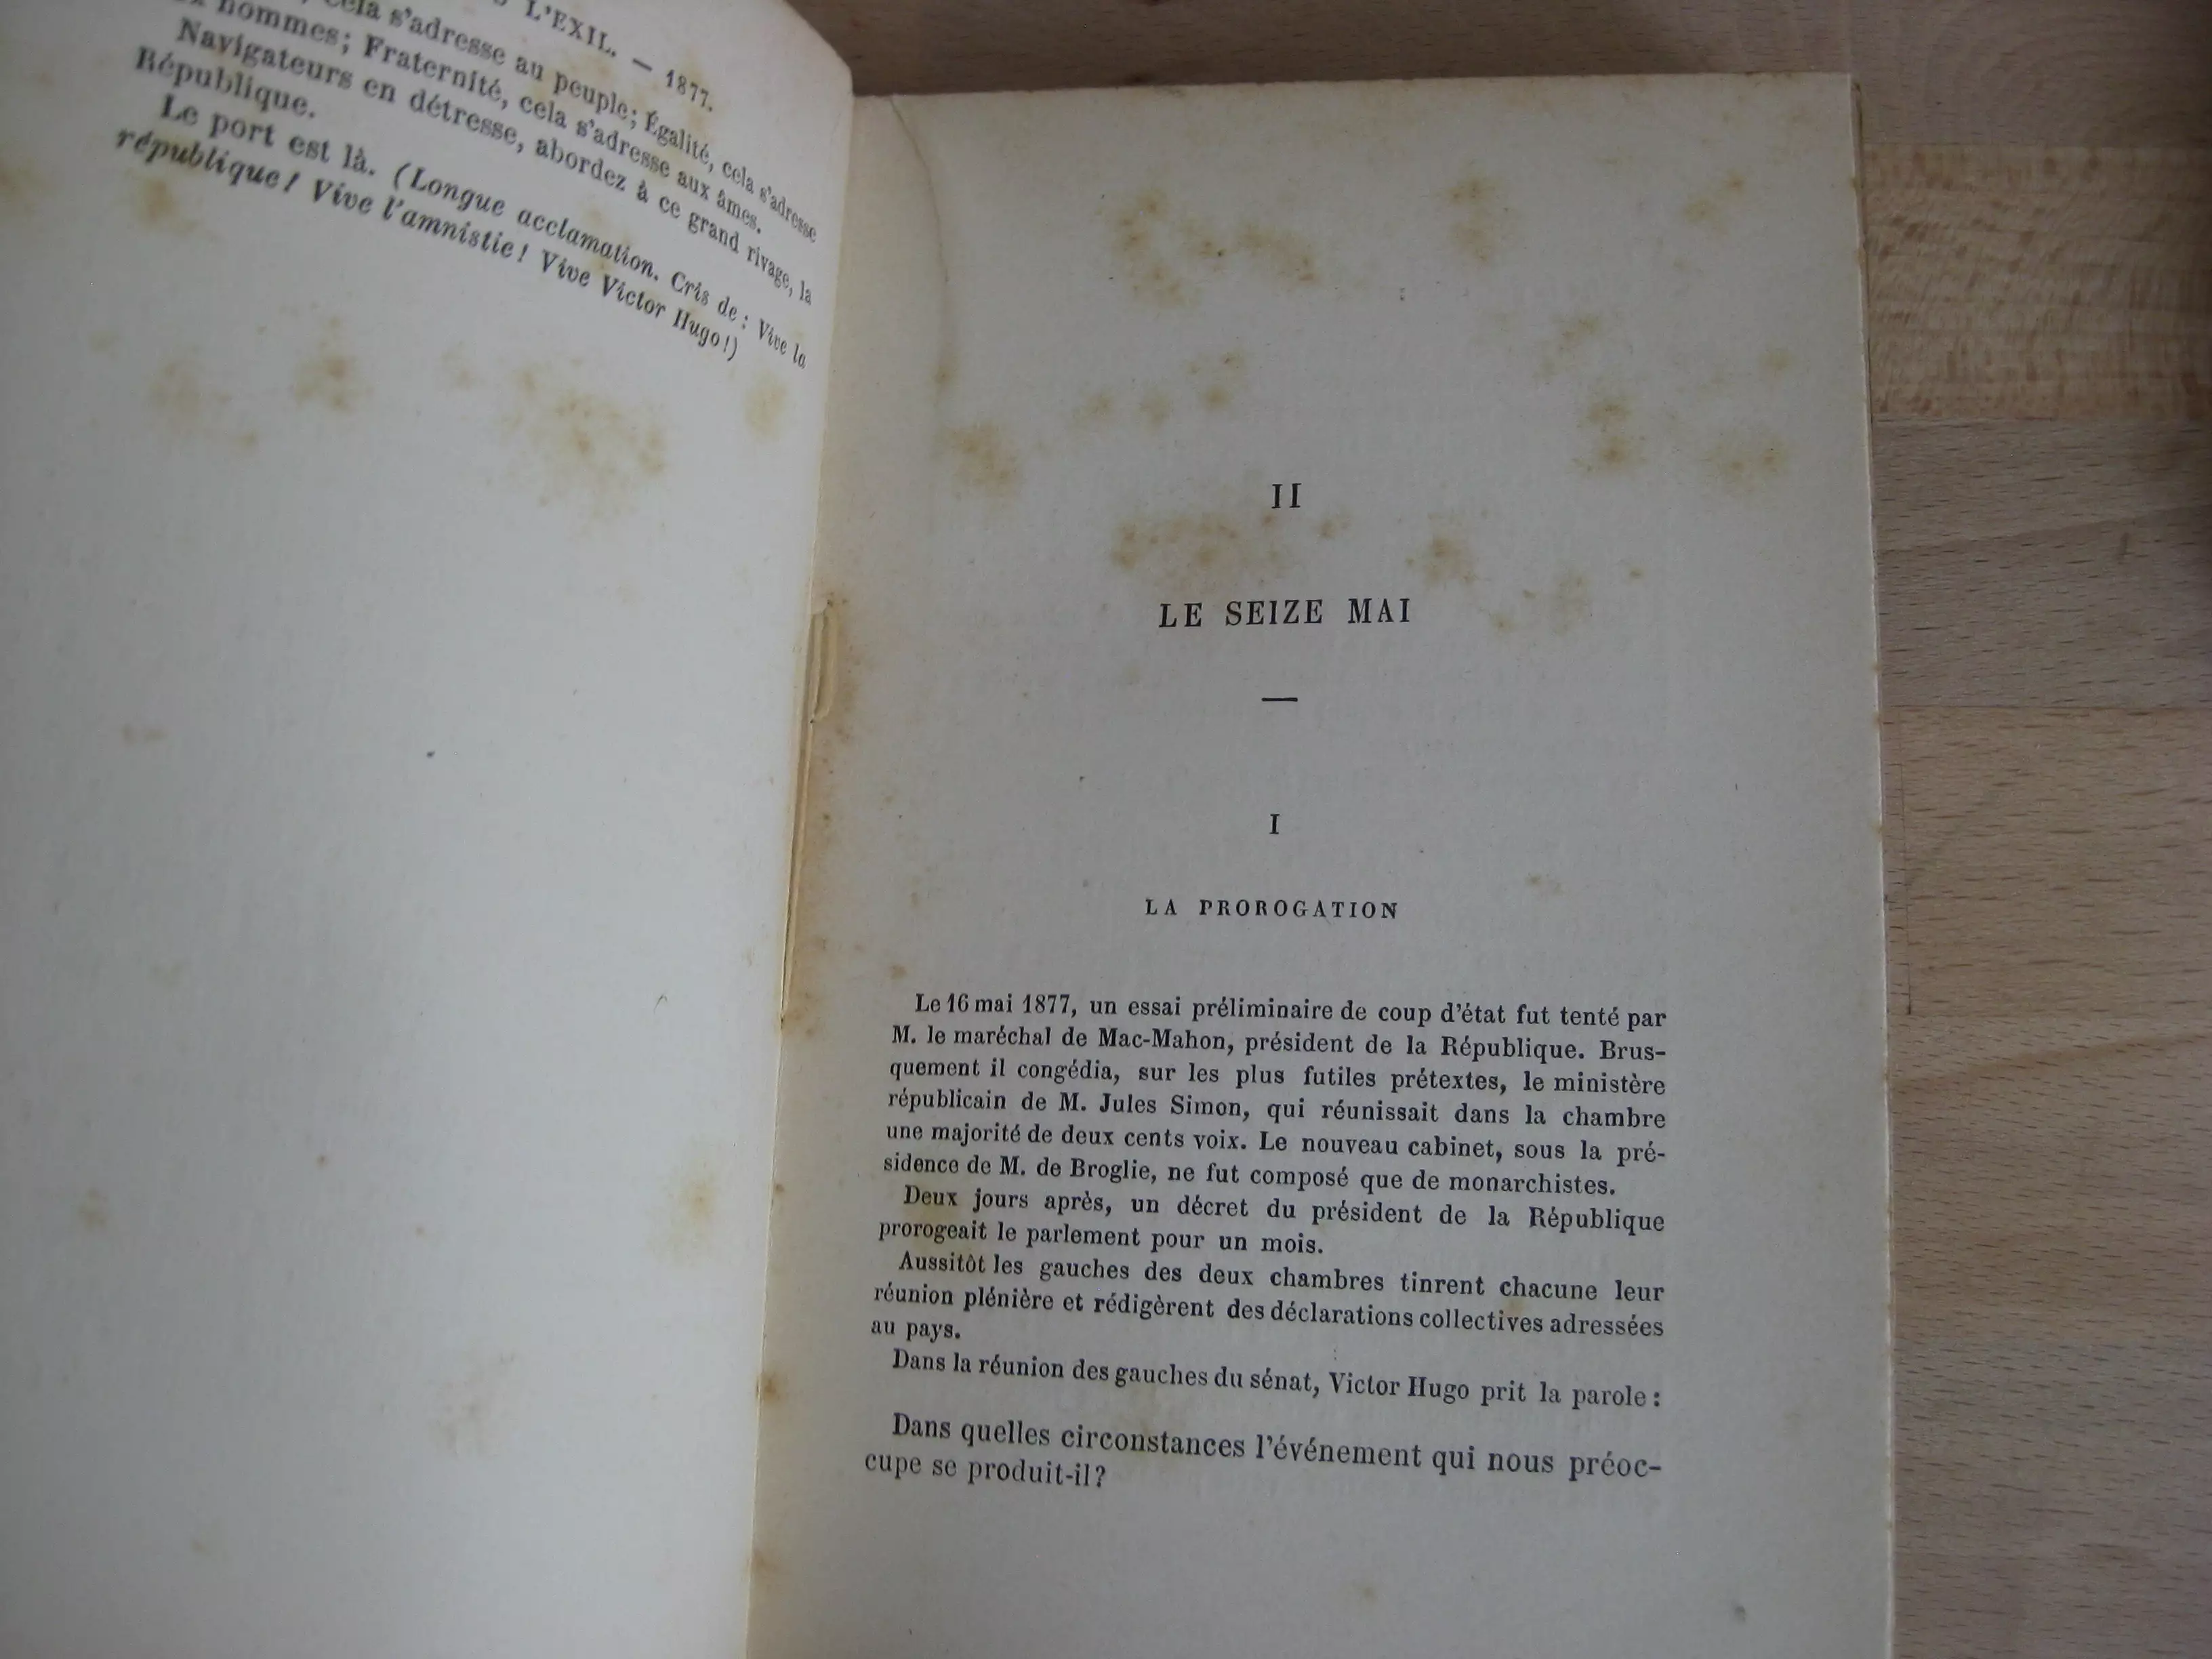 L'EXIL. — 1877.
cela s'adresse au peuple; Égalité, cela s'adresse
hommes; Fraternité, cela s'adresse aux âmes.
Navigateurs en détresse, abordez à ce grand rivage, la
République.
Le port est là. (Longue acclamation. Cris de: Vive la
république! Vive l'amnistie! Vive Victor Hugo!)
II
LE SEIZE MAI
—
I
LA PROROGATION
Le 16 mai 1877, un essai préliminaire de coup d'état fut tenté par
M. le maréchal de Mac-Mahon, président de la République. Brus-
quement il congédia, sur les plus futiles prétextes, le ministère
républicain de M. Jules Simon, qui réunissait dans la chambre
une majorité de deux cents voix. Le nouveau cabinet, sous la pré-
sidence de M. de Broglie, ne fut composé que de monarchistes.
Deux jours après, un décret du président de la République
prorogeait le parlement pour un mois.
Aussitôt les gauches des deux chambres tinrent chacune leur
réunion plénière et rédigèrent des déclarations collectives adressées
au pays.
Dans la réunion des gauches du sénat, Victor Hugo prit la parole:
Dans quelles circonstances l'événement qui nous préoc-
cupe se produit-il?